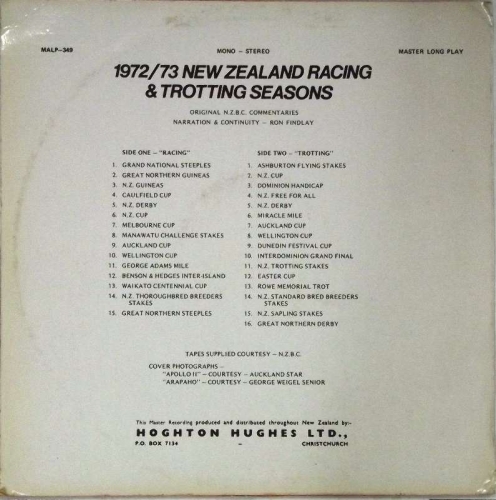 MALP-349 MONO - STEREO MASTER LONG PLAY
1972/73 NEW ZEALAND RACING
& TROTTING SEASONS
ORIGINAL N.Z.B.C. COMMENTARIES
NARRATION & CONTINUITY - RON FINDLAY
SIDE ONE - "RACING"
1. GRAND NATIONAL STEEPLES
2. GREAT NORTHERN GUINEAS
3. N.Z. GUINEAS
4. CAULFIELD CUP
5. N.Z. DERBY
6. N.Z. CUP
7. MELBOURNE CUP
8. MANAWATU CHALLENGE STAKES
9. AUCKLAND CUP
10. WELLINGTON CUP
11. GEORGE ADAMS MILE
12. BENSON & HEDGES INTER-ISLAND
13. WAIKATO CENTENNIAL CUP
14. N.Z. THOROUGHBRED BREEDERS
STAKES
15. GREAT NORTHERN STEEPLES
SIDE TWO - "TROTTING"
1. ASHBURTON FLYING STAKES
2. N.Z. CUP
3. DOMINION HANDICAP
4. N.Z. FREE FOR ALL
5. N.Z. DERBY
6. MIRACLE MILE
7. AUCKLAND CUP
8. WELLINGTON CUP
9. DUNEDIN FESTIVAL CUP
10. INTERDOMINION GRAND FINAL
11. N.Z. TROTTING STAKES
12. EASTER CUP
13. ROWE MEMORIAL TROT
14. N.Z. STANDARD BRED BREEDERS
STAKES
15. N.Z. SAPLING STAKES
16. GREAT NORTHERN DERBY
TAPES SUPPLIED COURTESY - N.Z.B.C.
COVER PHOTOGRAPHS -
"APOLLO II" - COURTESY - AUCKLAND STAR
"ARAPAHO" - COURTESY - GEORGE WEIGEL SENIOR
This Master Recording produced and distributed throughout New Zealand by:-
HOGHTON HUGHES LTD.,
P.O. BOX 7134 - CHRISTCHURCH